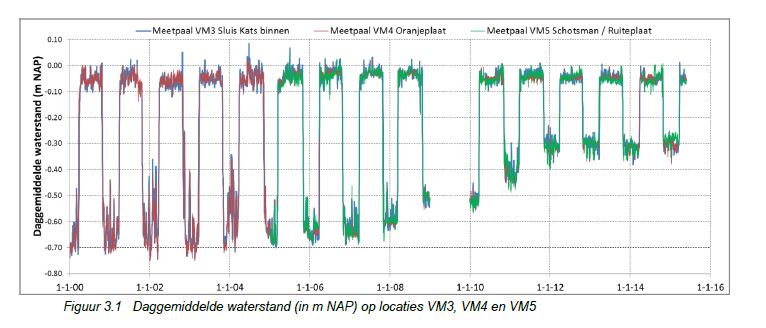 Meetpaal VM3 Sluis Kats binnen Meetpaal VM4 Oranjeplaat Meetpaal VM5 Schotsman / Ruiteplaat
Daggemiddelde waterstand (m NAP)
0.10
0.00
-0.10
-0.20
-0.30
-0.40
-0.50
-0.60
-0.70
-0.80
1-1-00 1-1-02 1-1-04 1-1-06 1-1-08 1-1-10 1-1-12 1-1-14 1-1-16
Figuur 3.1 Daggemiddelde waterstand (in m NAP) op locaties VM3, VM4 en VM5